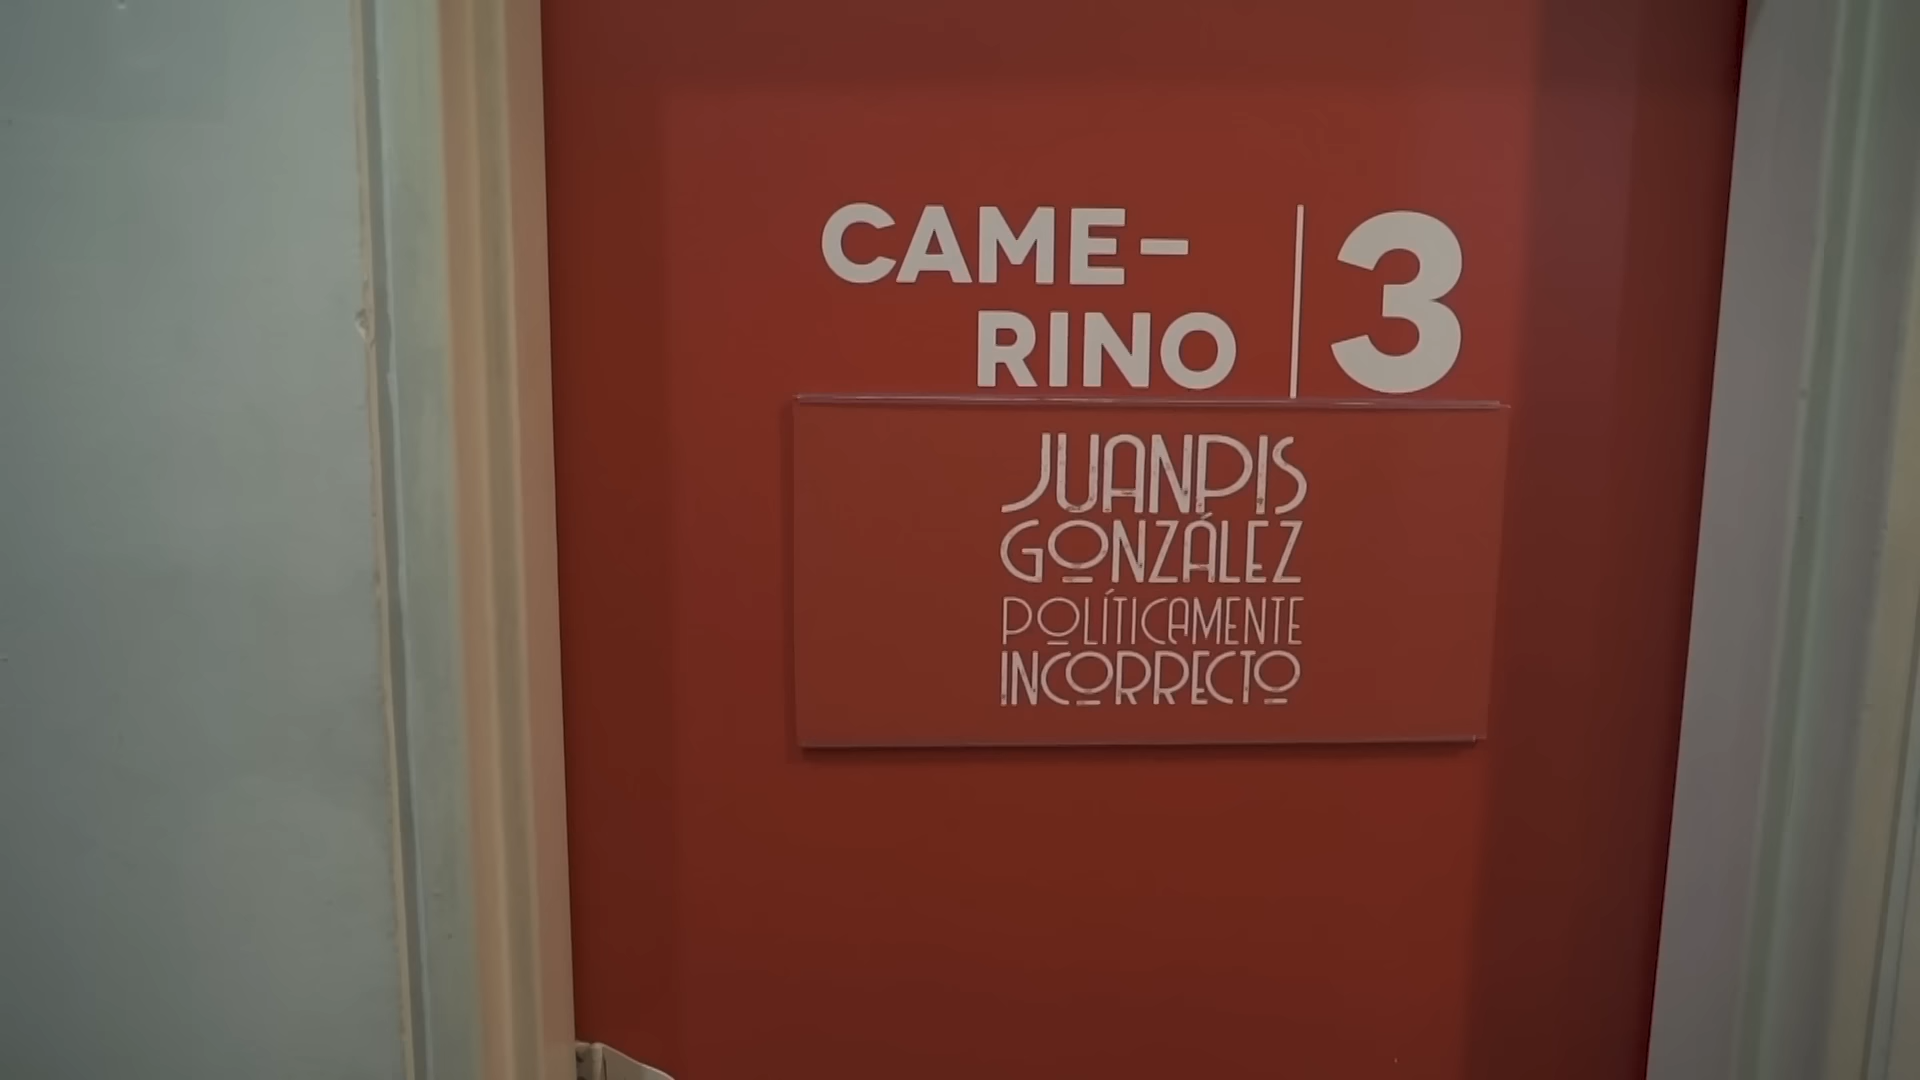 CAME-
RINO
3
JUANPIS
GONZÁLEZ
POLÍTICAMENTE
INCORRECTO